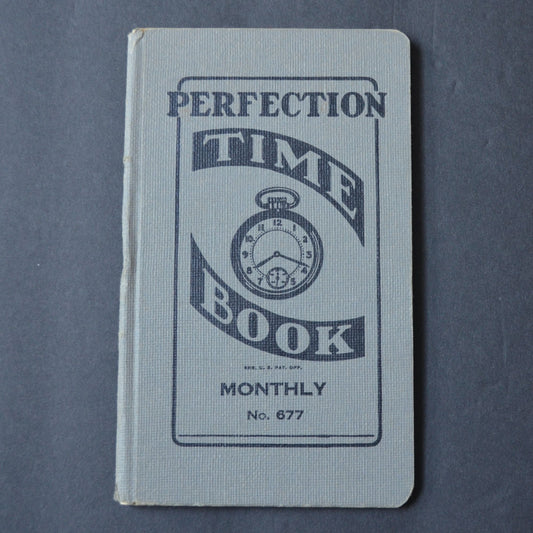 PERFECTION
TIME
BOOK
REG. U. S. PAT. OFF.
MONTHLY
No. 677